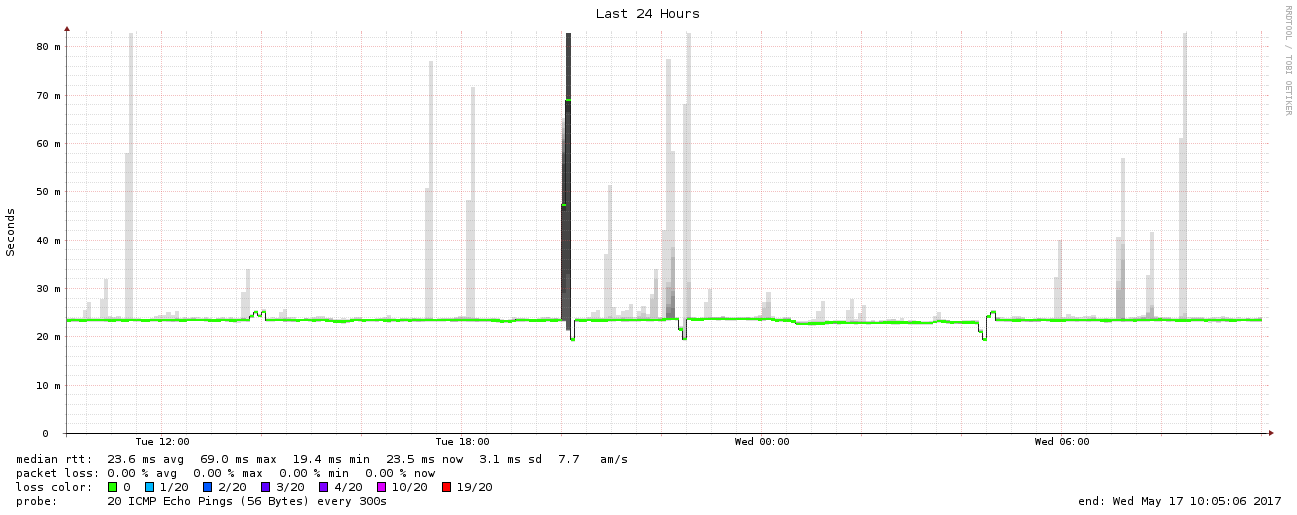 Last 24 Hours
RRDTOOL / TOBI OETIKER
Seconds
80 m
70 m
60 m
50 m
40 m
30 m
20 m
10 m
0
Tue 12:00 Tue 18:00 Wed 00:00 Wed 06:00
median rtt: 23.6 ms avg 69.0 ms max 19.4 ms min 23.5 ms now 3.1 ms sd 7.7 am/s
packet loss: 0.00 % avg 0.00 % max 0.00 % min 0.00 % now
loss color: 0 1/20 2/20 3/20 4/20 10/20 19/20
probe: 20 ICMP Echo Pings (56 Bytes) every 300s
end: Wed May 17 10:05:06 2017